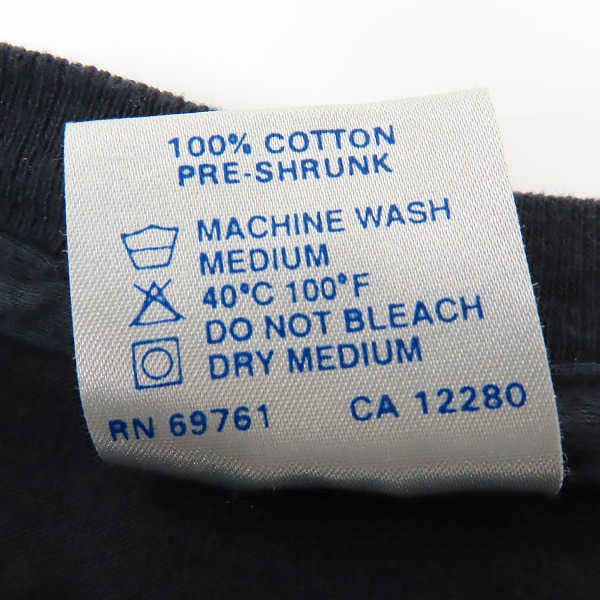 100% COTTON
PRE-SHRUNK
MACHINE WASH
MEDIUM
40°C 100°F
DO NOT BLEACH
DRY MEDIUM
RN 69761 CA 12280